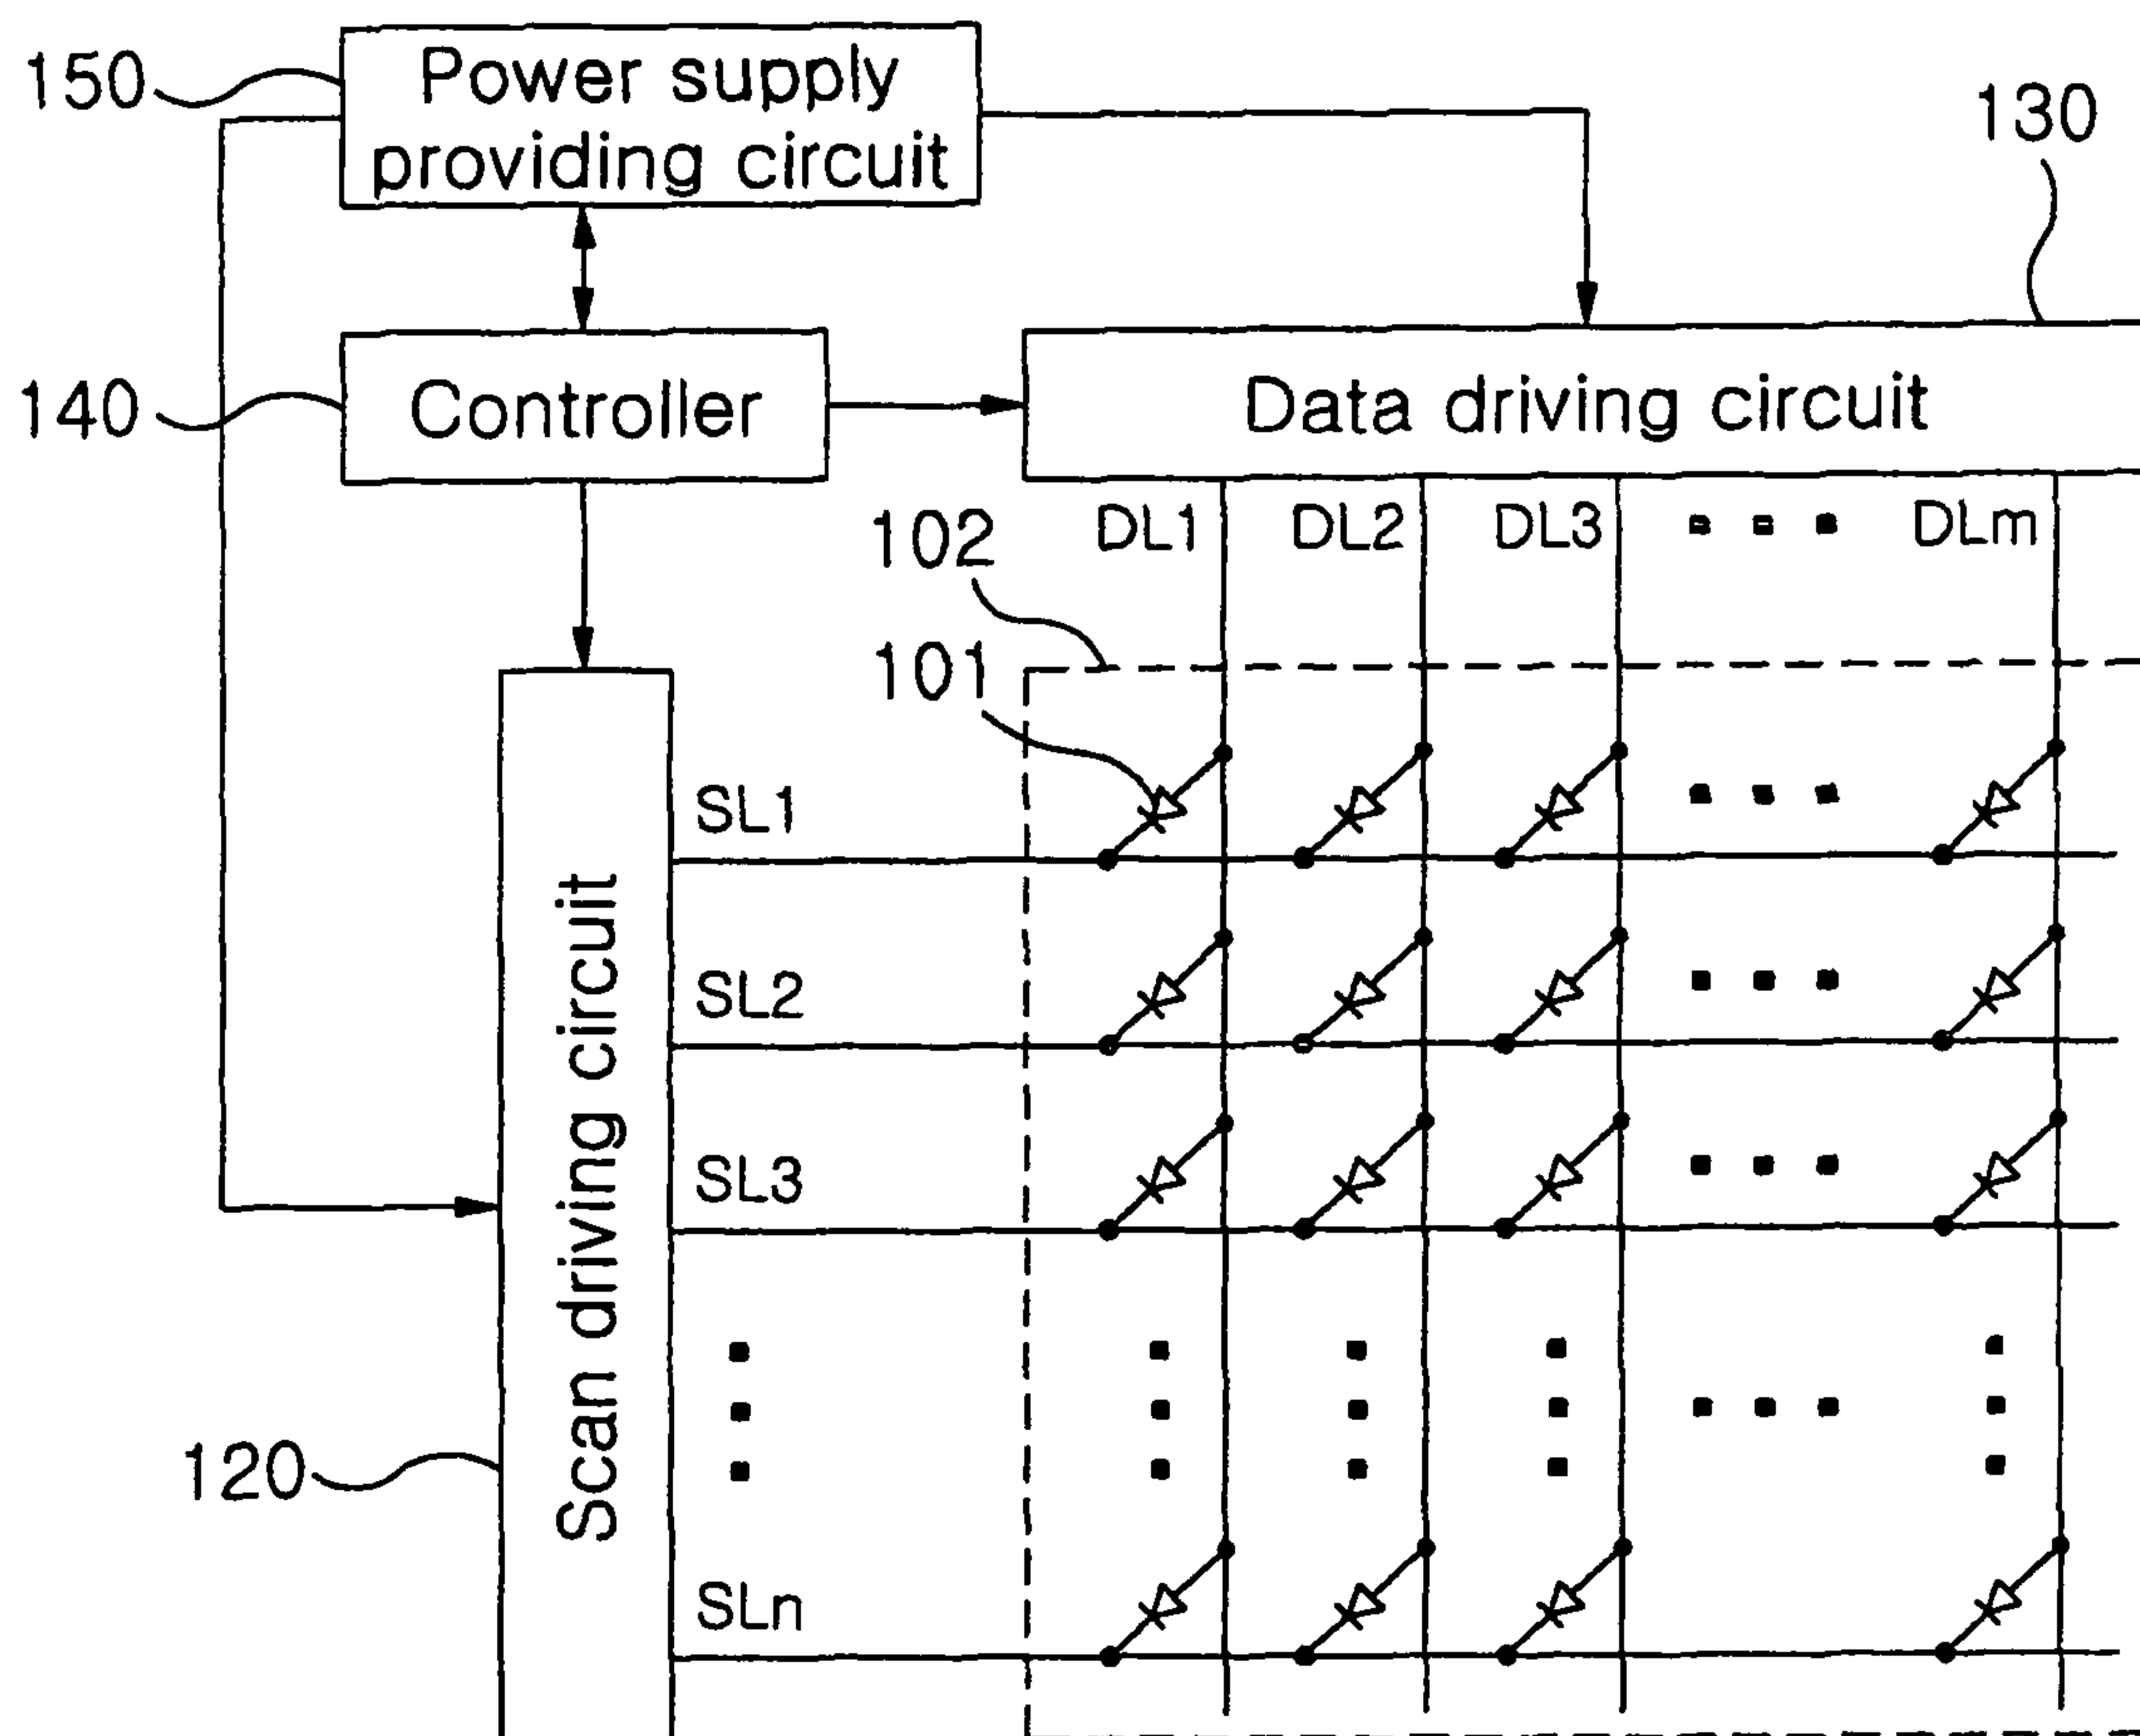 150
Power supply
providing circuit
130
140
Controller
Data driving circuit
DL1 DL2 DL3 DLm
102
101
SL1
SL2
SL3
Scan driving circuit
120
SLn